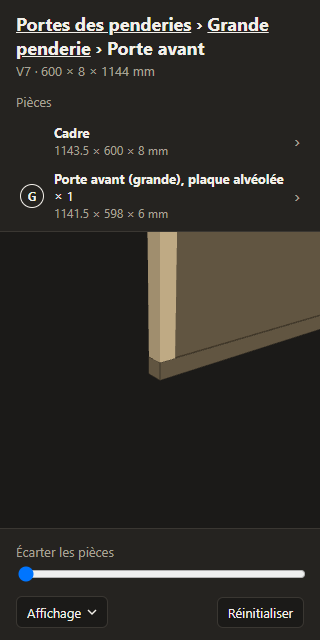 Portes des penderies › Grande
penderie › Porte avant
V7 · 600 × 8 × 1144 mm
Pièces
Cadre
1143.5 × 600 × 8 mm
›
G
Porte avant (grande), plaque alvéolée
× 1
1141.5 × 598 × 6 mm
›
Écarter les pièces
Affichage
Réinitialiser